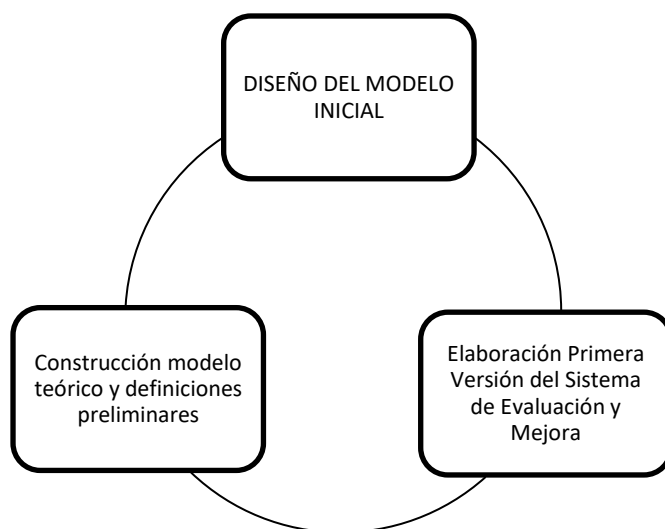 DISEÑO DEL MODELO
INICIAL
Construcción modelo
teórico y definiciones
preliminares
Elaboración Primera
Versión del Sistema
de Evaluación y
Mejora